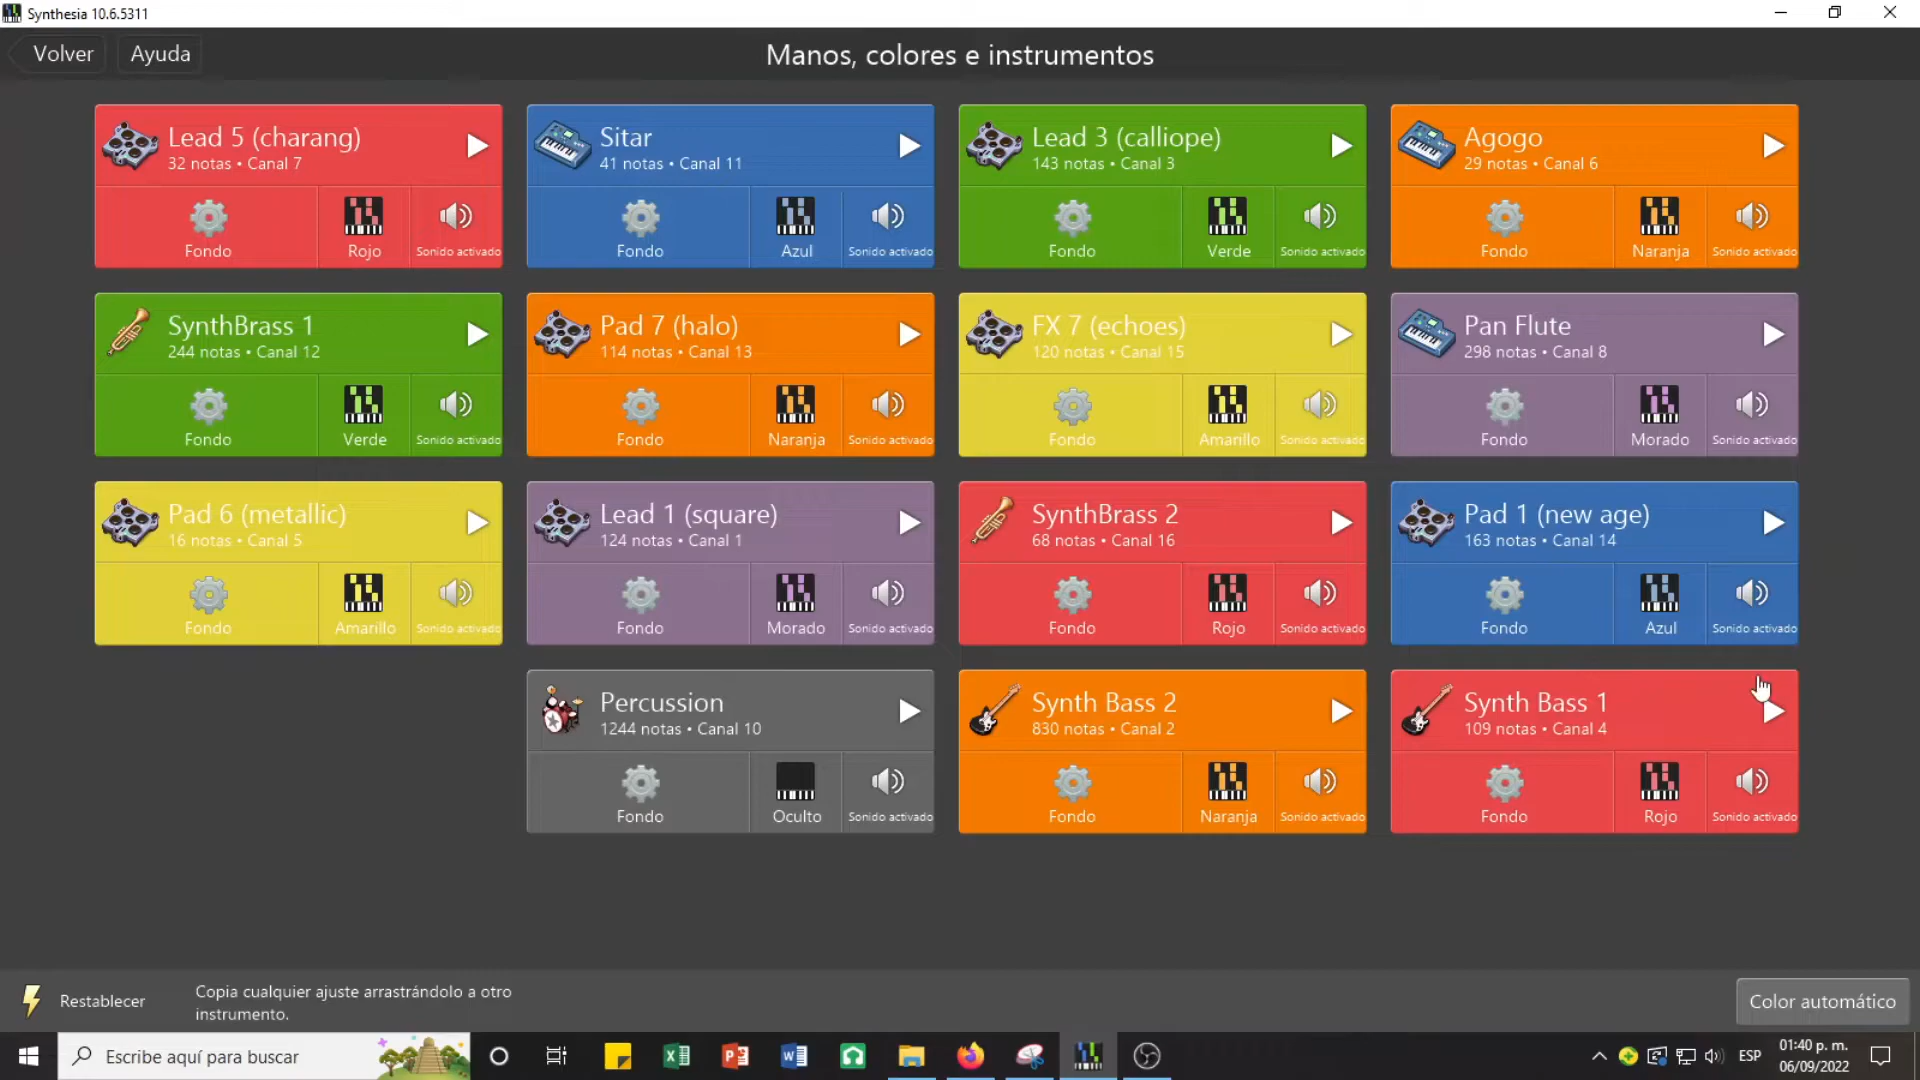 Synthesia 10.6.5311
Volver
Ayuda
Manos, colores e instrumentos
Lead 5 (charang)
32 notas • Canal 7
Fondo
Rojo
Sonido activado
Sitar
41 notas • Canal 11
Fondo
Azul
Sonido activado
Lead 3 (calliope)
143 notas • Canal 3
Fondo
Verde
Sonido activado
Agogo
29 notas • Canal 6
Fondo
Naranja
Sonido activado
SynthBrass 1
244 notas • Canal 12
Fondo
Verde
Sonido activado
Pad 7 (halo)
114 notas • Canal 13
Fondo
Naranja
Sonido activado
FX 7 (echoes)
120 notas • Canal 15
Fondo
Amarillo
Sonido activado
Pan Flute
298 notas • Canal 8
Fondo
Morado
Sonido activado
Pad 6 (metallic)
16 notas • Canal 5
Fondo
Amarillo
Sonido activado
Lead 1 (square)
124 notas • Canal 1
Fondo
Morado
Sonido activado
SynthBrass 2
68 notas • Canal 16
Fondo
Rojo
Sonido activado
Pad 1 (new age)
163 notas • Canal 14
Fondo
Azul
Sonido activado
Percussion
1244 notas • Canal 10
Fondo
Oculto
Sonido activado
Synth Bass 2
830 notas • Canal 2
Fondo
Naranja
Sonido activado
Synth Bass 1
109 notas • Canal 4
Fondo
Rojo
Sonido activado
Restablecer
Copia cualquier ajuste arrastrándolo a otro
instrumento.
Color automático
Escribe aquí para buscar
ESP
01:40 p. m.
06/09/2022